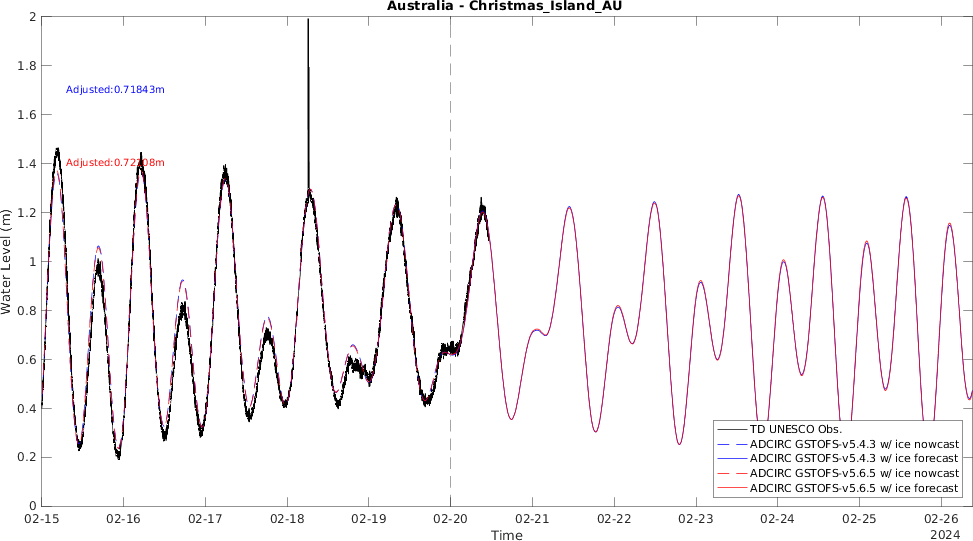 Australia - Christmas_Island_AU
2
1.8
Adjusted:0.71843m
1.6
1.4
1.2
1
0.8
0.6
0.4
0.2
0
Water Level (m)
TD UNESCO Obs.
ADCIRC GSTOFS-v5.4.3 w/ ice nowcast
ADCIRC GSTOFS-v5.4.3 w/ ice forecast
ADCIRC GSTOFS-v5.6.5 w/ ice nowcast
ADCIRC GSTOFS-v5.6.5 w/ ice forecast
02-15 02-16 02-17 02-18 02-19 02-20 02-21 02-22 02-23 02-24 02-25 02-26
Time
2024